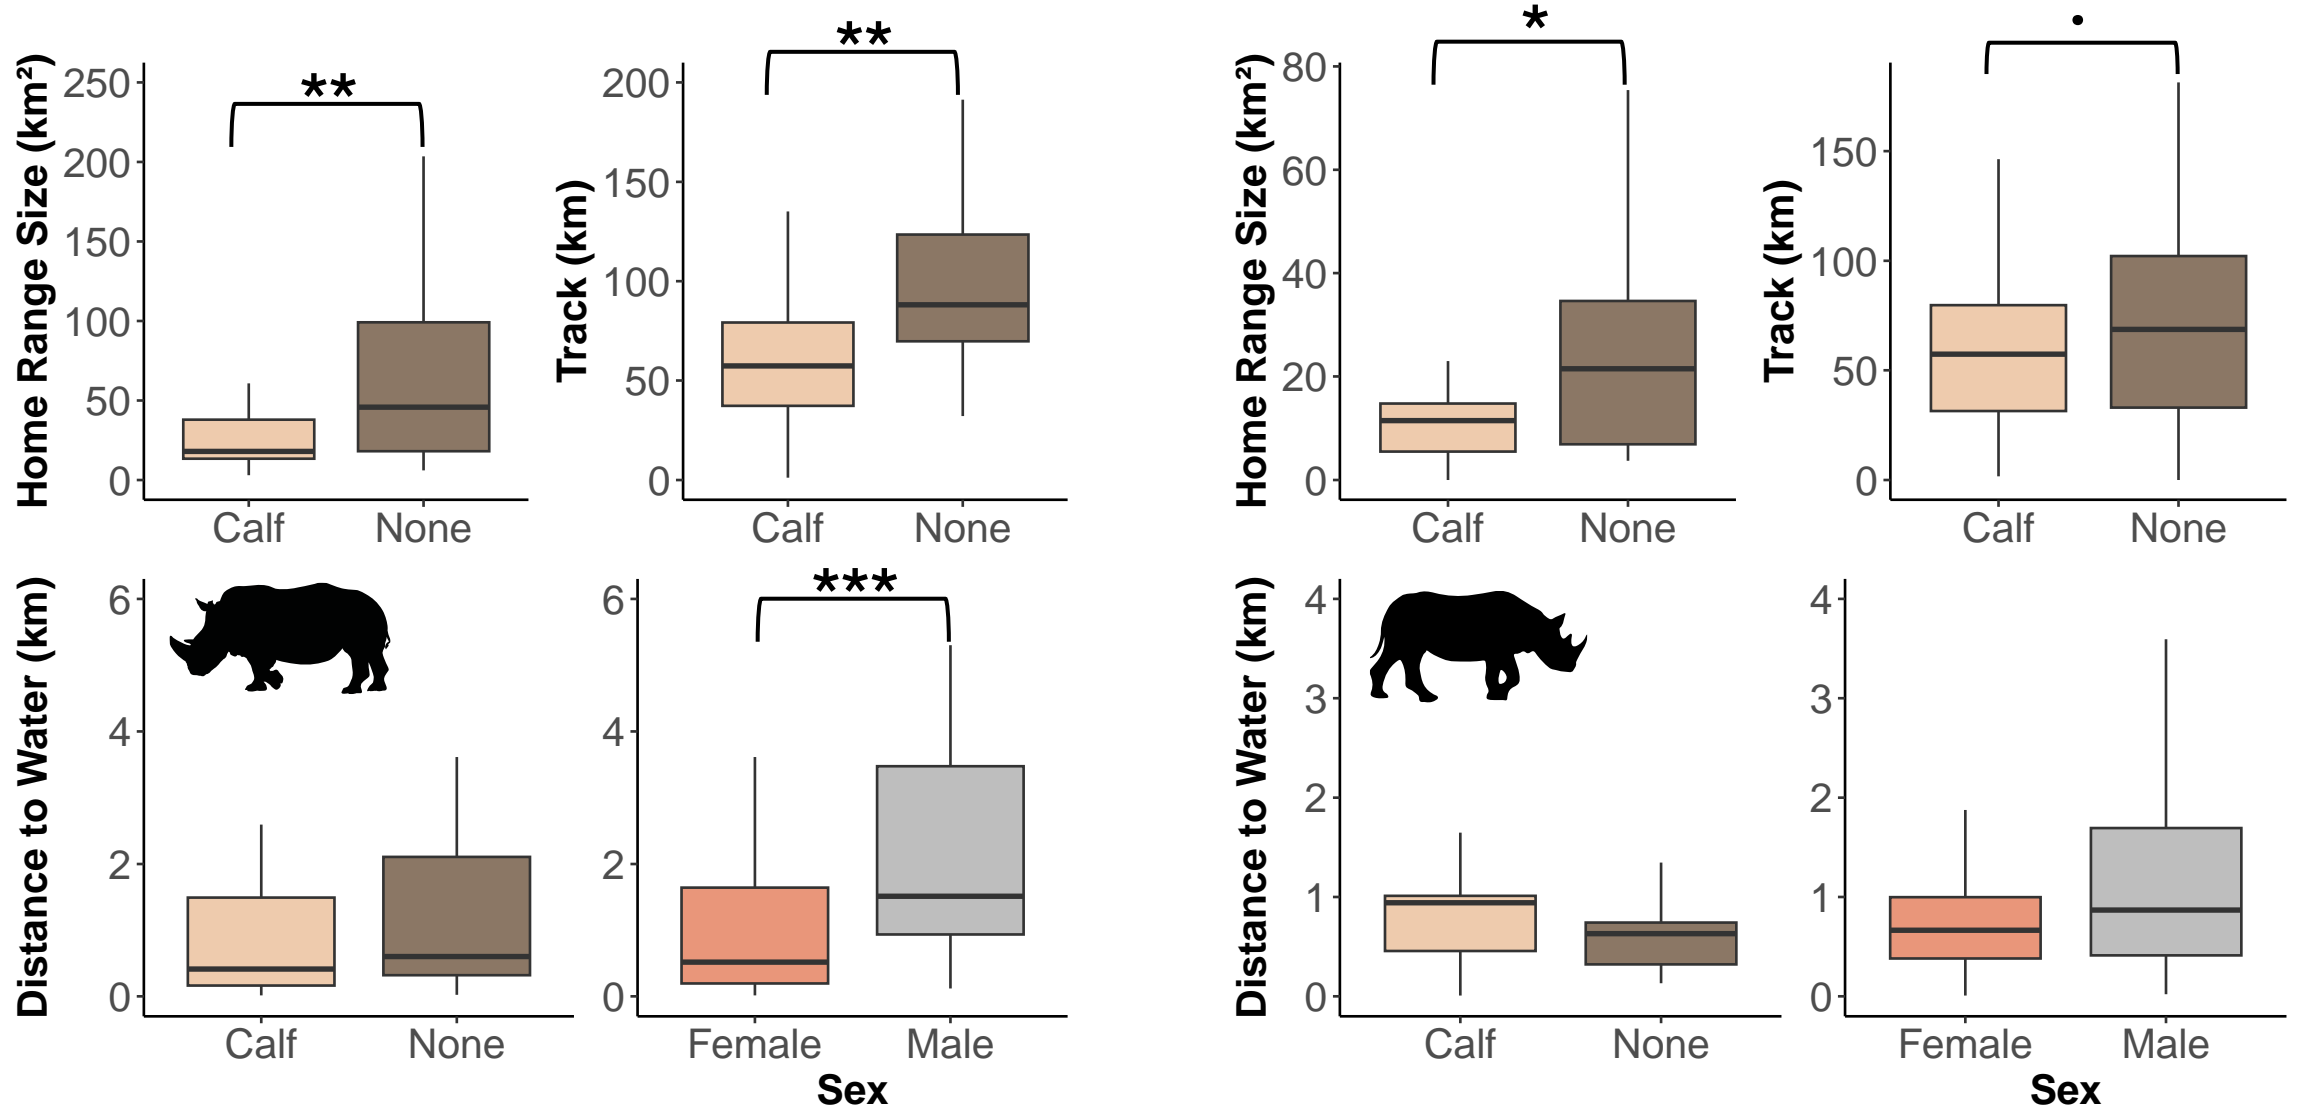 **
Home Range Size (km²)
250
200
150
100
50
0
Calf None
**
Track (km)
200
150
100
50
0
Calf None
*
Home Range Size (km²)
80
60
40
20
0
Calf None
.
Track (km)
150
100
50
0
Calf None
Distance to Water (km)
6
4
2
0
Calf None
***
6
4
2
0
Female Male
Sex
Distance to Water (km)
4
3
2
1
0
Calf None
4
3
2
1
0
Female Male
Sex